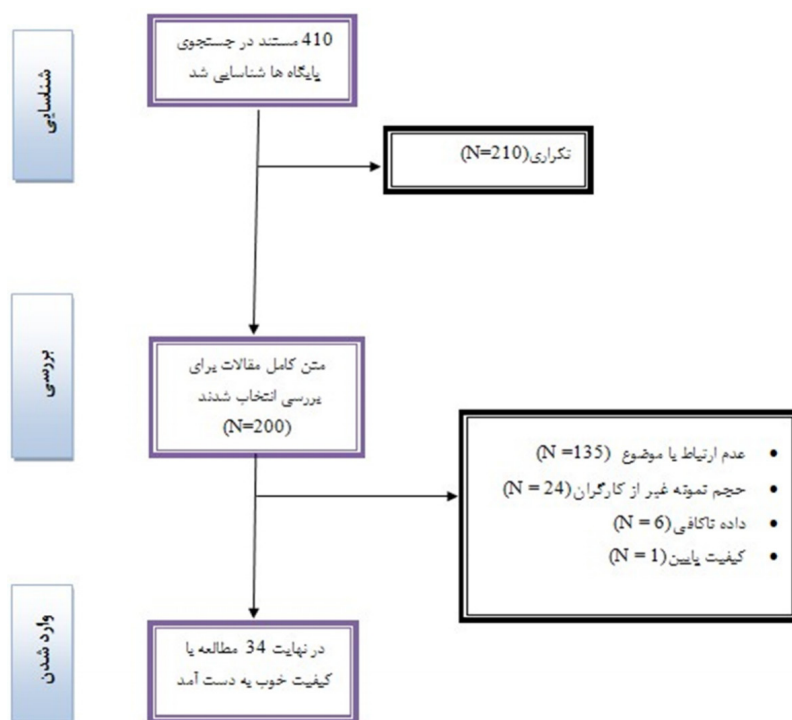 شناسایی
410 مستند در جستجوی
پایگاه ها شناسایی شد
تکراری(N=210)
بررسی
متن کامل مقالات برای
بررسی انتخاب شدند
(N=200)
عدم ارتباط با موضوع (N =135)
حجم نمونه غیر از کارگران(N = 24)
داده ناکافی(N = 6)
کیفیت پایین(N = 1)
وارد شدن
در نهایت 34 مطالعه با
کیفیت خوب به دست آمد